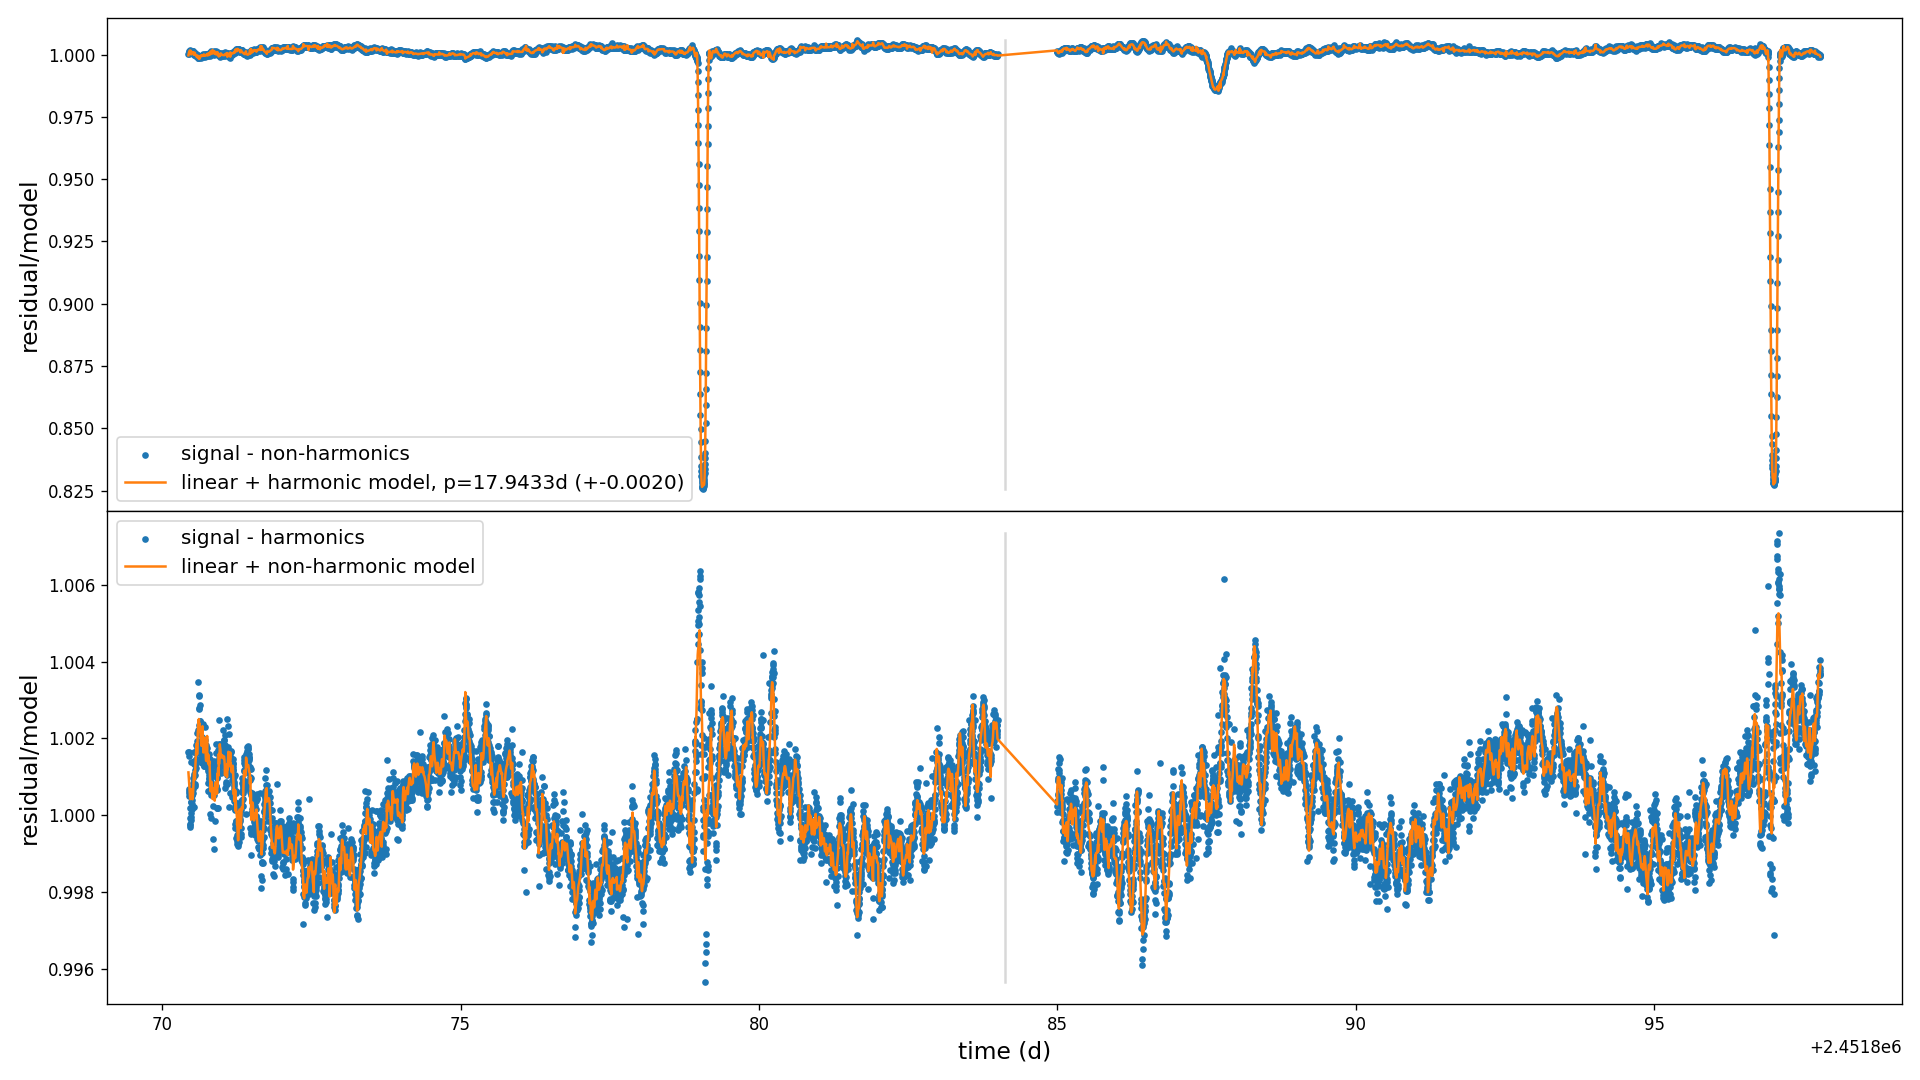 residual/model
1.000
0.975
0.950
0.925
0.900
0.875
0.850
0.825
signal - non-harmonics
linear + harmonic model, p=17.9433d (+-0.0020)
residual/model
1.006
1.004
1.002
1.000
0.998
0.996
signal - harmonics
linear + non-harmonic model
70 75 80 85 90 95
time (d)
+2.4518e6